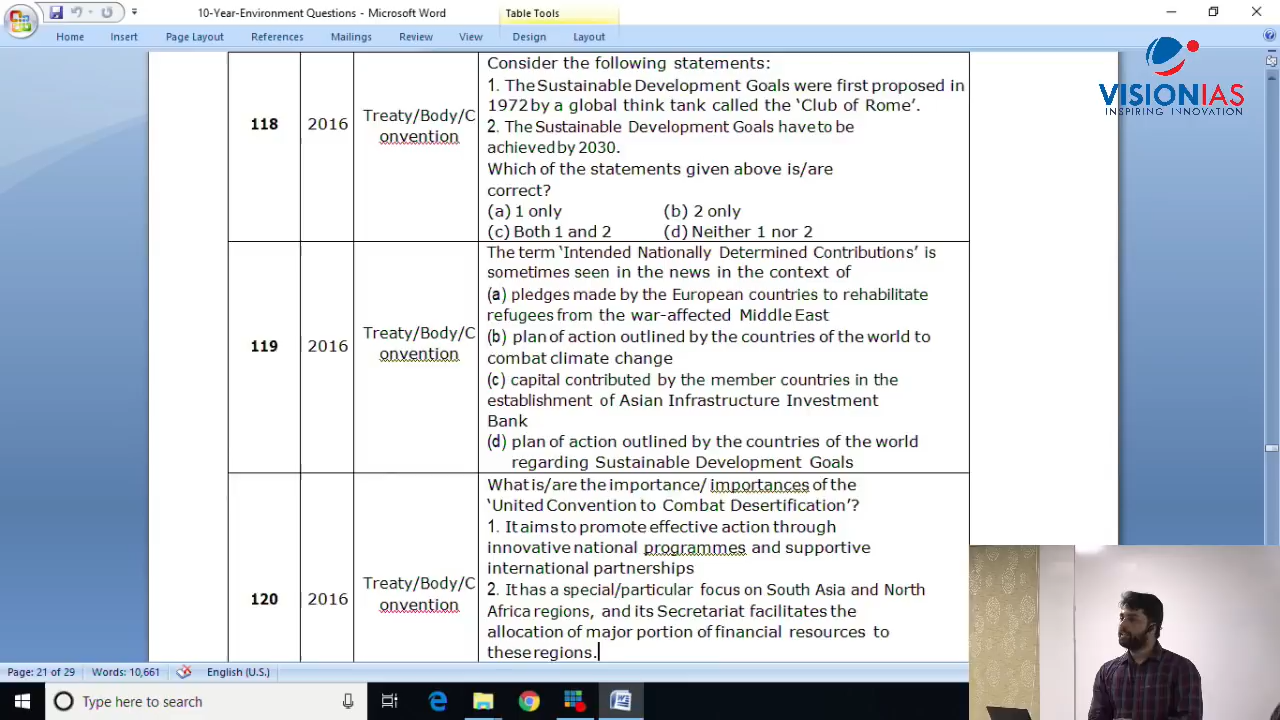 10-Year-Environment Questions - Microsoft Word
Table Tools
Home Insert Page Layout References Mailings Review View Design Layout
VISIONIAS
INSPIRING INNOVATION
118
2016
Treaty/Body/C
onvention
Consider the following statements:
1. The Sustainable Development Goals were first proposed in
1972 by a global think tank called the ‘Club of Rome’.
2. The Sustainable Development Goals have to be
achieved by 2030.
Which of the statements given above is/are
correct?
(a) 1 only (b) 2 only
(c) Both 1 and 2 (d) Neither 1 nor 2
119
2016
Treaty/Body/C
onvention
The term ‘Intended Nationally Determined Contributions’ is
sometimes seen in the news in the context of
(a) pledges made by the European countries to rehabilitate
refugees from the war-affected Middle East
(b) plan of action outlined by the countries of the world to
combat climate change
(c) capital contributed by the member countries in the
establishment of Asian Infrastructure Investment
Bank
(d) plan of action outlined by the countries of the world
regarding Sustainable Development Goals
120
2016
Treaty/Body/C
onvention
What is/are the importance/ importances of the
‘United Convention to Combat Desertification’?
1. It aims to promote effective action through
innovative national programmes and supportive
international partnerships
2. It has a special/particular focus on South Asia and North
Africa regions, and its Secretariat facilitates the
allocation of major portion of financial resources to
these regions.
Page: 21 of 29 Words: 10,661 English (U.S.)
Type here to search